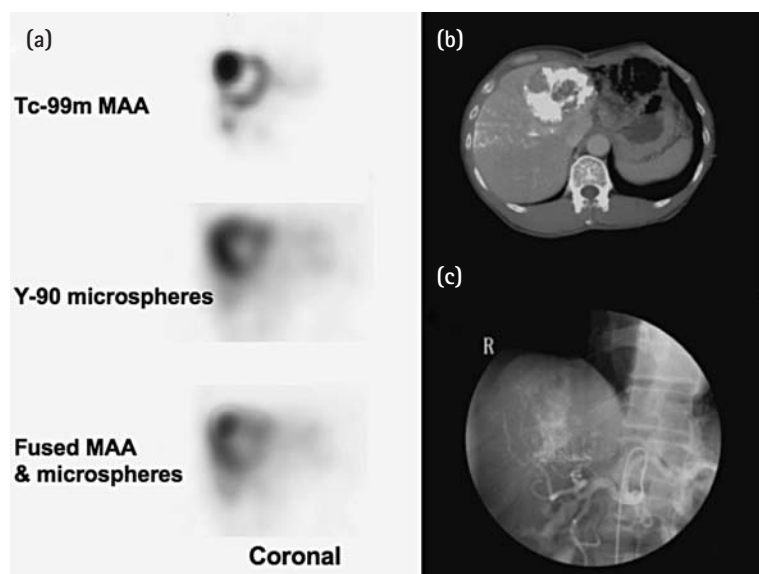 (a)
Tc-99m MAA
Y-90 microspheres
Fused MAA
& microspheres
Coronal
(b)
(c)
R